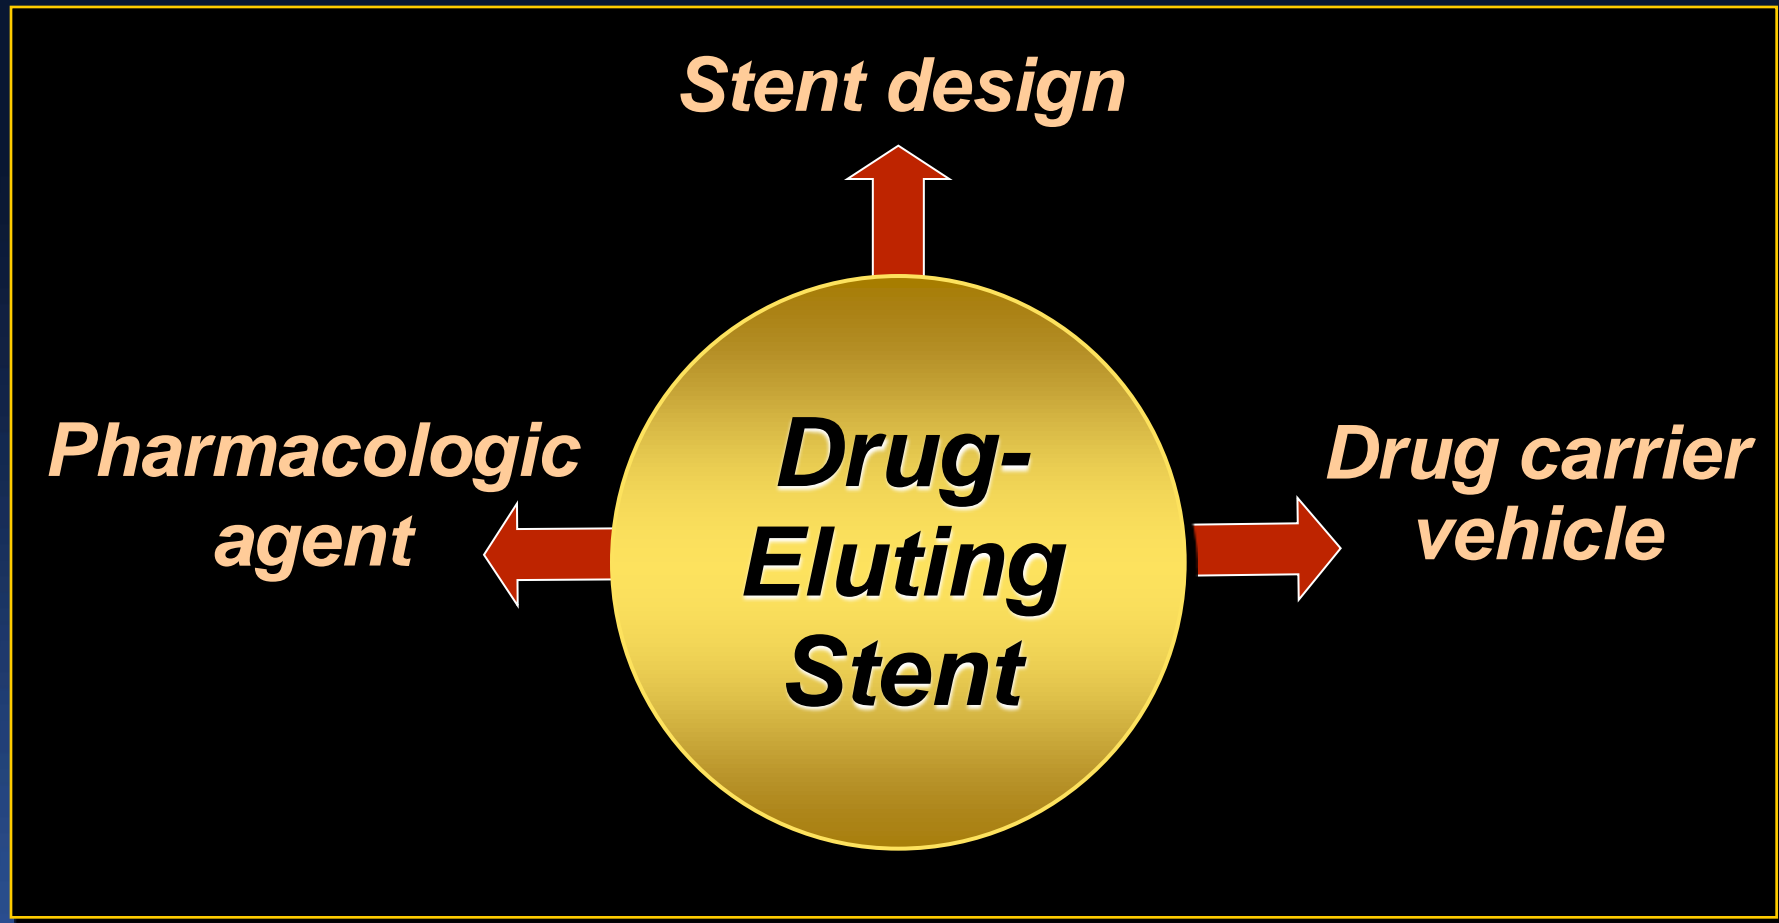 Stent design
Pharmacologic
agent
Drug-
Eluting
Stent
Drug carrier
vehicle